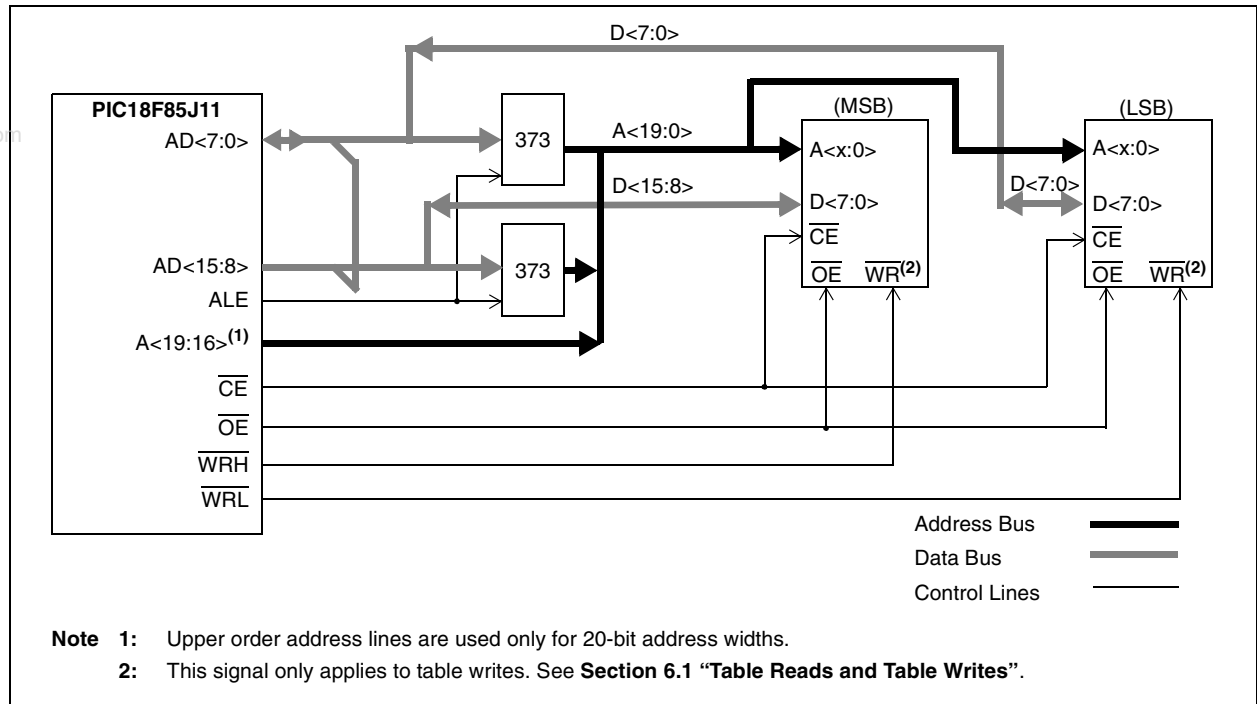 D<7:0>
PIC18F85J11
AD<7:0>
373
A<19:0>
(MSB)
A<x:0>
D<7:0>
CE
OE WR(2)
(LSB)
A<x:0>
D<7:0>
D<7:0>
CE
OE WR(2)
D<15:8>
373
AD<15:8>
ALE
A<19:16>(1)
CE
OE
WRH
WRL
Address Bus
Data Bus
Control Lines
Note 1: Upper order address lines are used only for 20-bit address widths.
2: This signal only applies to table writes. See Section 6.1 “Table Reads and Table Writes”.
om